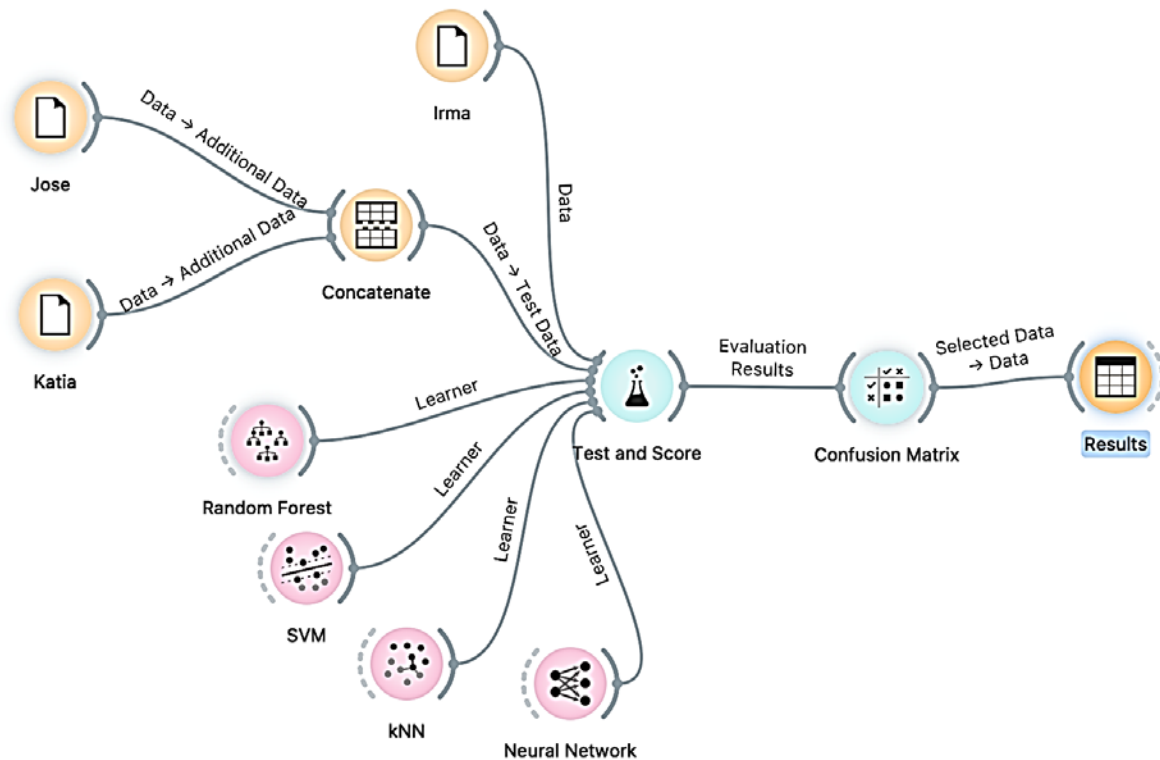 Irma
Jose
Data → Additional Data
Data → Additional Data
Katia
Concatenate
Data
Data → Test Data
Learner
Random Forest
Learner
SVM
Learner
kNN
Learner
Neural Network
Test and Score
Evaluation
Results
Confusion Matrix
Selected Data
→ Data
Results